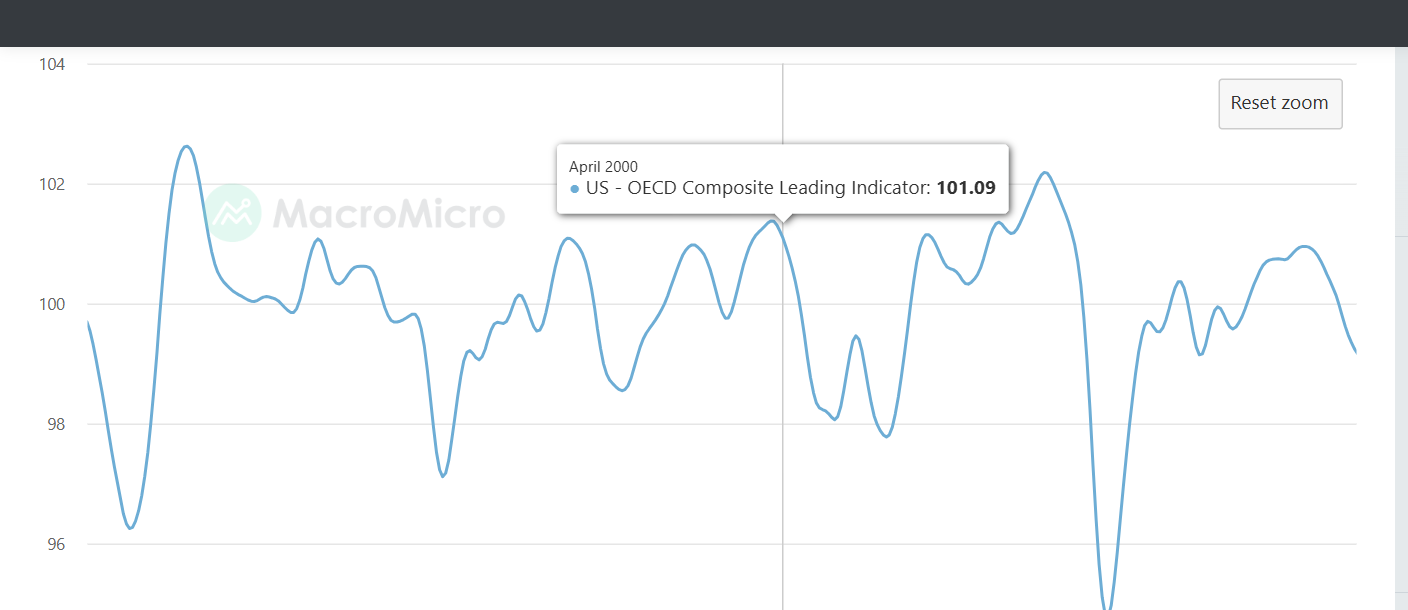 104
Reset zoom
April 2000
● US - OECD Composite Leading Indicator: 101.09
102
MacroMicro
100
98
96